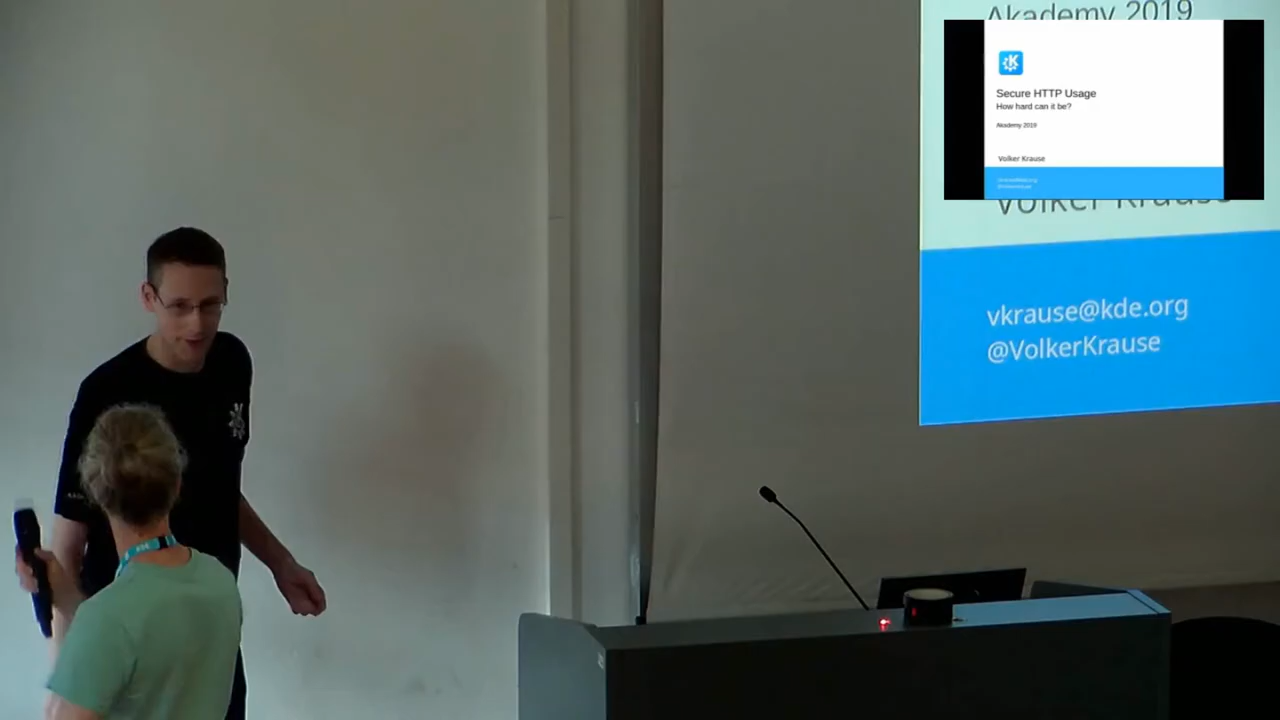 Akademy 2019
Secure HTTP Usage
How hard can it be?
Akademy 2019
Volker Krause
Volker Krause
vkrause@kde.org
@VolkerKrause